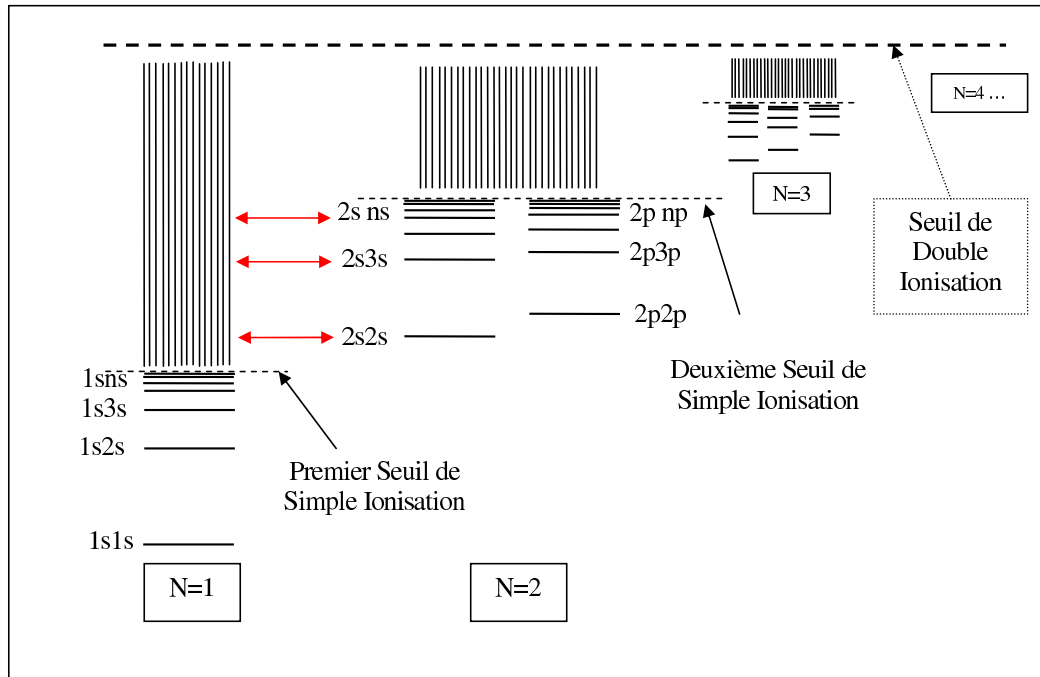 N=4 ...
N=3
2s ns
2p np
Seuil de
Double
Ionisation
2s3s
2p3p
2s2s
2p2p
Deuxième Seuil de
Simple Ionisation
1sns
1s3s
1s2s
Premier Seuil de
Simple Ionisation
1s1s
N=1
N=2